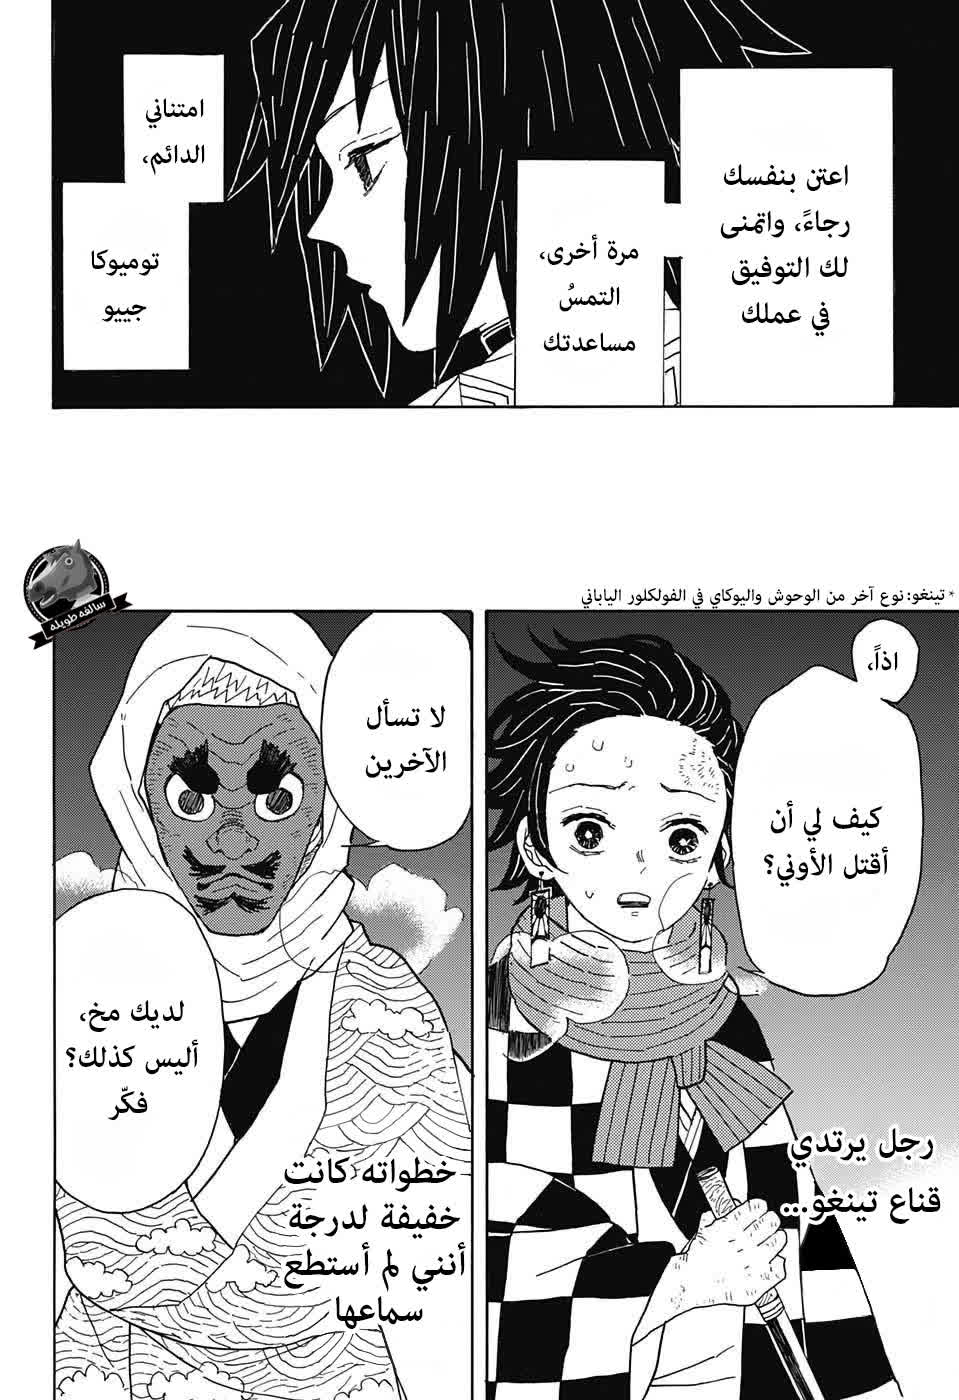 اعتن بنفسك
رجاءً، واتمنى
لك التوفيق
في عملك
مرة أخرى،
التمسُ
مساعدتك
امتناني
الدائم،
توميوكا
جييو
* تينغو: نوع آخر من الوحوش واليوكاي في الفولكلور الياباني
سالفه طويله
اذاً،
كيف لي أن
أقتل الأوني؟
رجل يرتدي
قناع تينغو...
لا تسأل
الآخرين
لديك مخ،
أليس كذلك؟
فكّر
خطواته كانت
خفيفة لدرجة
أنني لم أستطع
سماعها